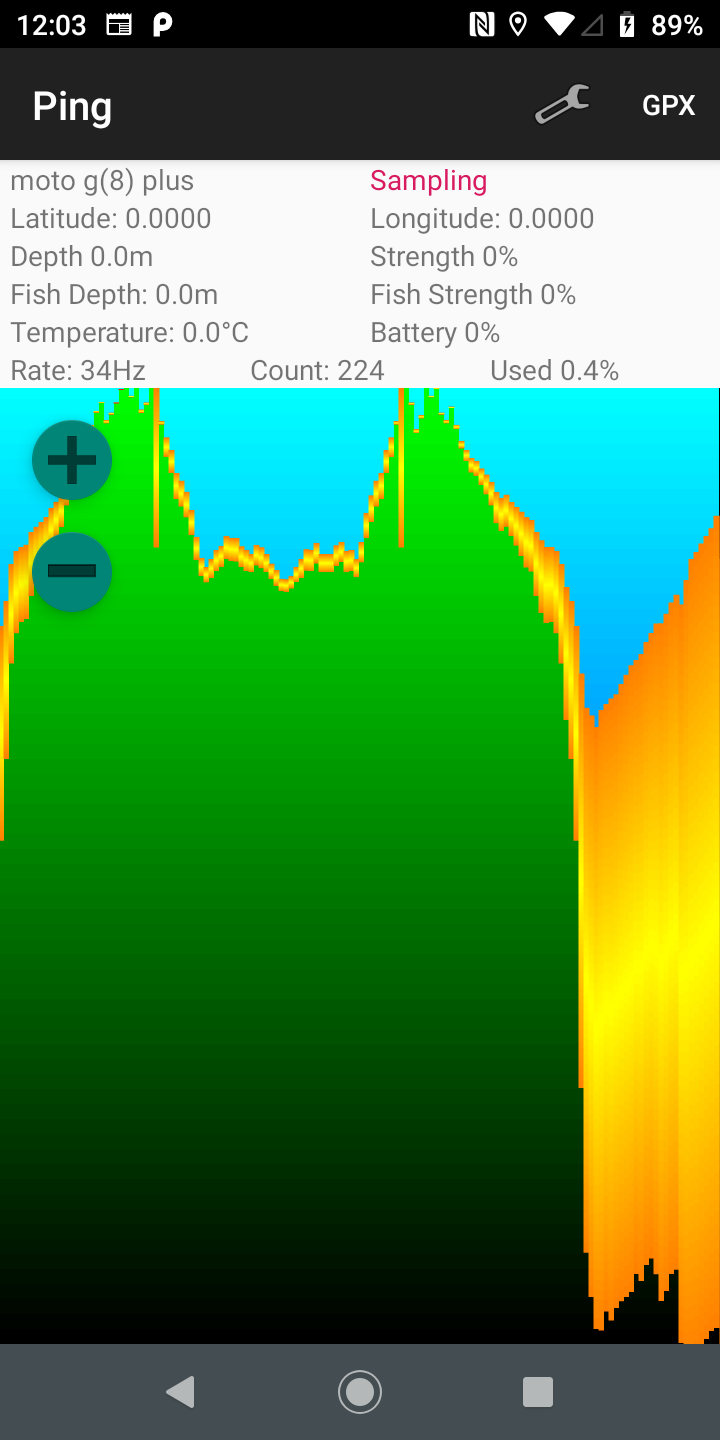 12:03 89%
Ping GPX
moto g(8) plus Sampling
Latitude: 0.0000 Longitude: 0.0000
Depth 0.0m Strength 0%
Fish Depth: 0.0m Fish Strength 0%
Temperature: 0.0°C Battery 0%
Rate: 34Hz Count: 224 Used 0.4%